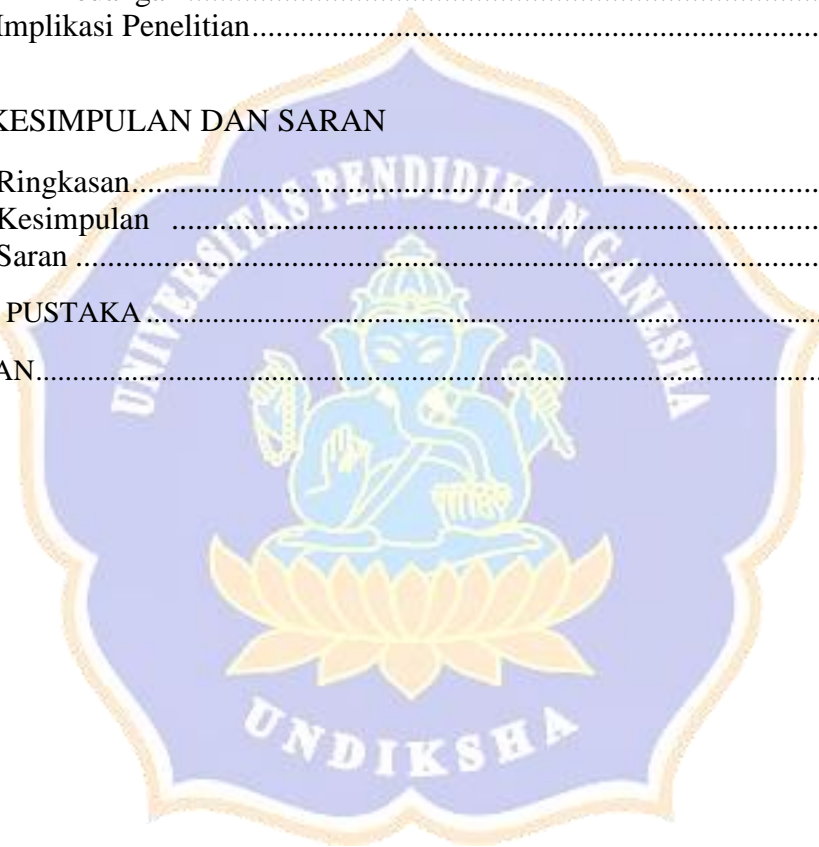 Implikasi Penelitian....................................................................................
KESIMPULAN DAN SARAN
Ringkasan....................................................................................................
Kesimpulan ...............................................................................................
Saran ...........................................................................................................
PUSTAKA ..............................................................................................
AN..............................................................................................................
UNIVERSITAS PENDIDIKAN GANESHA
UNDIKSHA